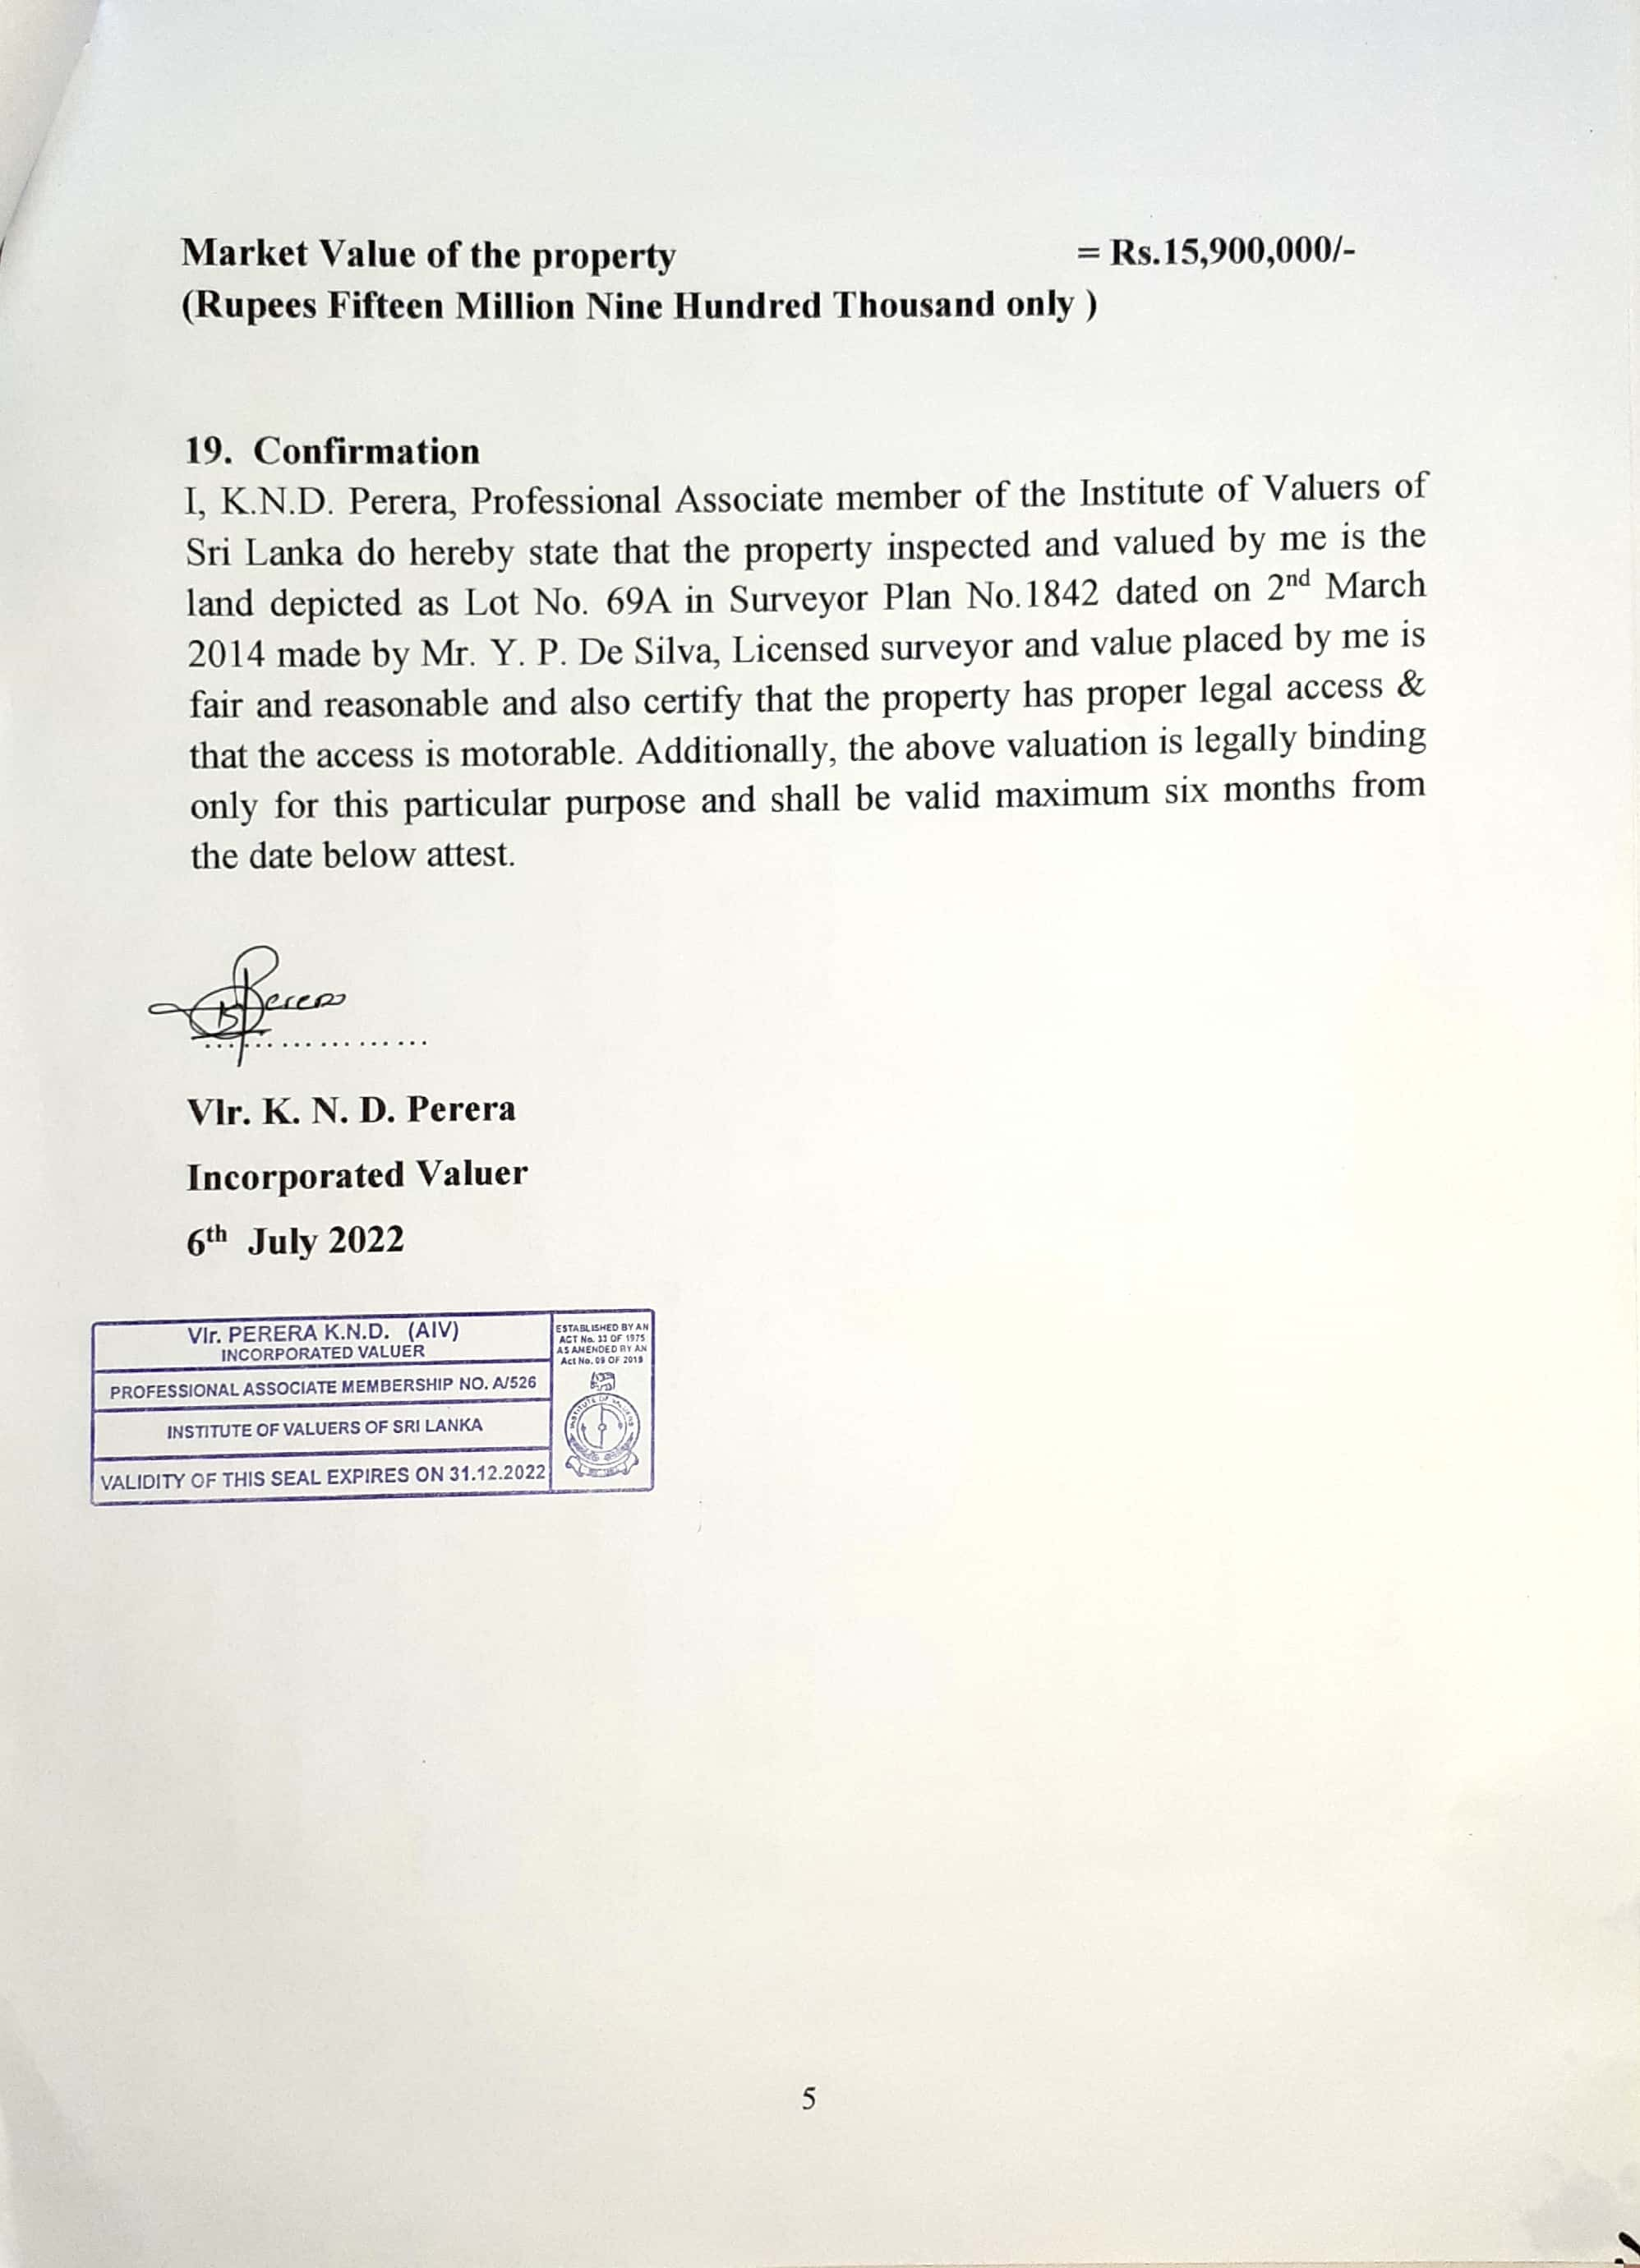 Market Value of the property = Rs.15,900,000/-
(Rupees Fifteen Million Nine Hundred Thousand only )
19. Confirmation
I, K.N.D. Perera, Professional Associate member of the Institute of Valuers of
Sri Lanka do hereby state that the property inspected and valued by me is the
land depicted as Lot No. 69A in Surveyor Plan No.1842 dated on 2nd March
2014 made by Mr. Y. P. De Silva, Licensed surveyor and value placed by me is
fair and reasonable and also certify that the property has proper legal access &
that the access is motorable. Additionally, the above valuation is legally binding
only for this particular purpose and shall be valid maximum six months from
the date below attest.
Perera
..................
Vlr. K. N. D. Perera
Incorporated Valuer
6th July 2022
Vlr. PERERA K.N.D. (AIV)
INCORPORATED VALUER
PROFESSIONAL ASSOCIATE MEMBERSHIP NO. A/526
INSTITUTE OF VALUERS OF SRI LANKA
VALIDITY OF THIS SEAL EXPIRES ON 31.12.2022
ESTABLISHED BY AN
ACT No. 33 OF 1975
AS AMENDED BY AN
Act No. 09 OF 2019
5